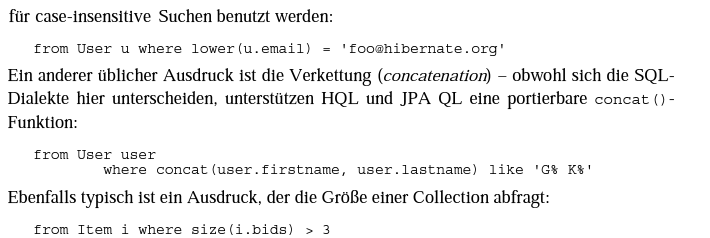 für case-insensitive Suchen benutzt werden:
from User u where lower(u.email) = 'foo@hibernate.org'
Ein anderer üblicher Ausdruck ist die Verkettung (concatenation) – obwohl sich die SQL-
Dialekte hier unterscheiden, unterstützen HQL und JPA QL eine portierbare concat()-
Funktion:
from User user
where concat(user.firstname, user.lastname) like 'G% K%'
Ebenfalls typisch ist ein Ausdruck, der die Größe einer Collection abfragt:
from Item i where size(i.bids) > 3